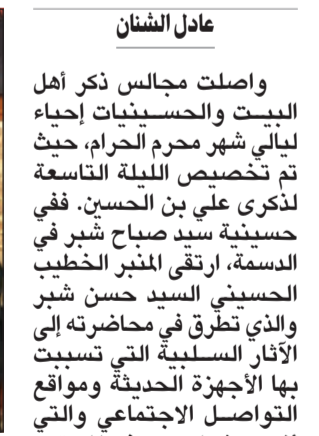 عادل الشنان
واصلت مجالس ذكر أهل
البيت والحسينيات إحياء
ليالي شهر محرم الحرام، حيث
تم تخصيص الليلة التاسعة
لذكرى علي بن الحسين. ففي
حسينية سيد صباح شبر في
الدسمة، ارتقى المنبر الخطيب
الحسيني السيد حسن شبر
والذي تطرق في محاضرته إلى
الآثار السلبية التي تسببت
بها الأجهزة الحديثة ومواقع
التواصل الاجتماعي والتي